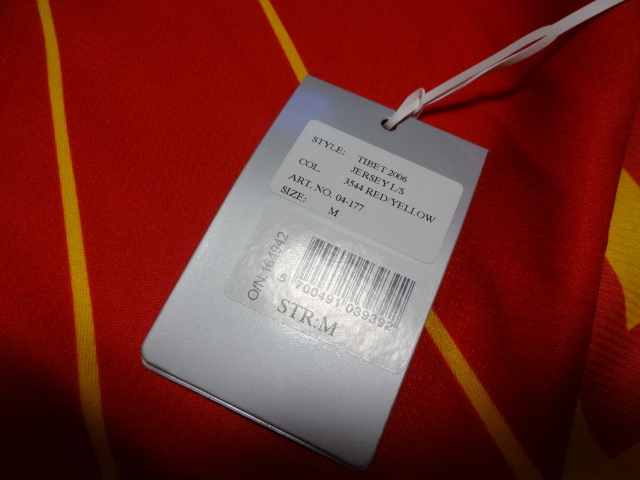 STYLE: TIBET 2006
JERSEY L/S
COL. 3544 RED/YELLOW
ART. NO. 04-177
SIZE: M
O/N:164942
5 700491 039392
STR:M